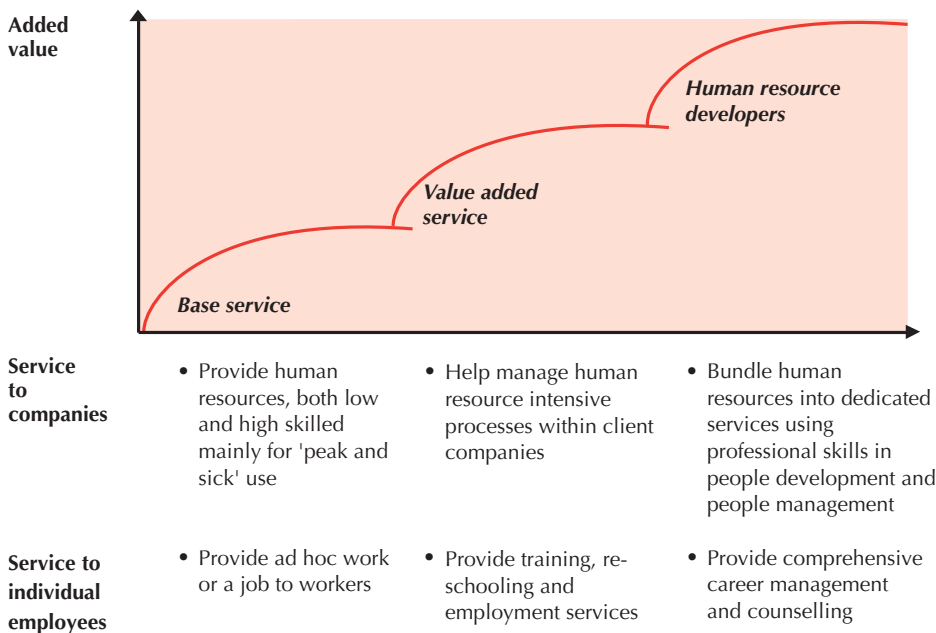 Added
value
Human resource
developers
Value added
service
Base service
Service
to
companies
• Provide human
resources, both low
and high skilled
mainly for 'peak and
sick' use
• Help manage human
resource intensive
processes within client
companies
• Bundle human
resources into dedicated
services using
professional skills in
people development and
people management
Service to
individual
employees
• Provide ad hoc work
or a job to workers
• Provide training, re-
schooling and
employment services
• Provide comprehensive
career management
and counselling